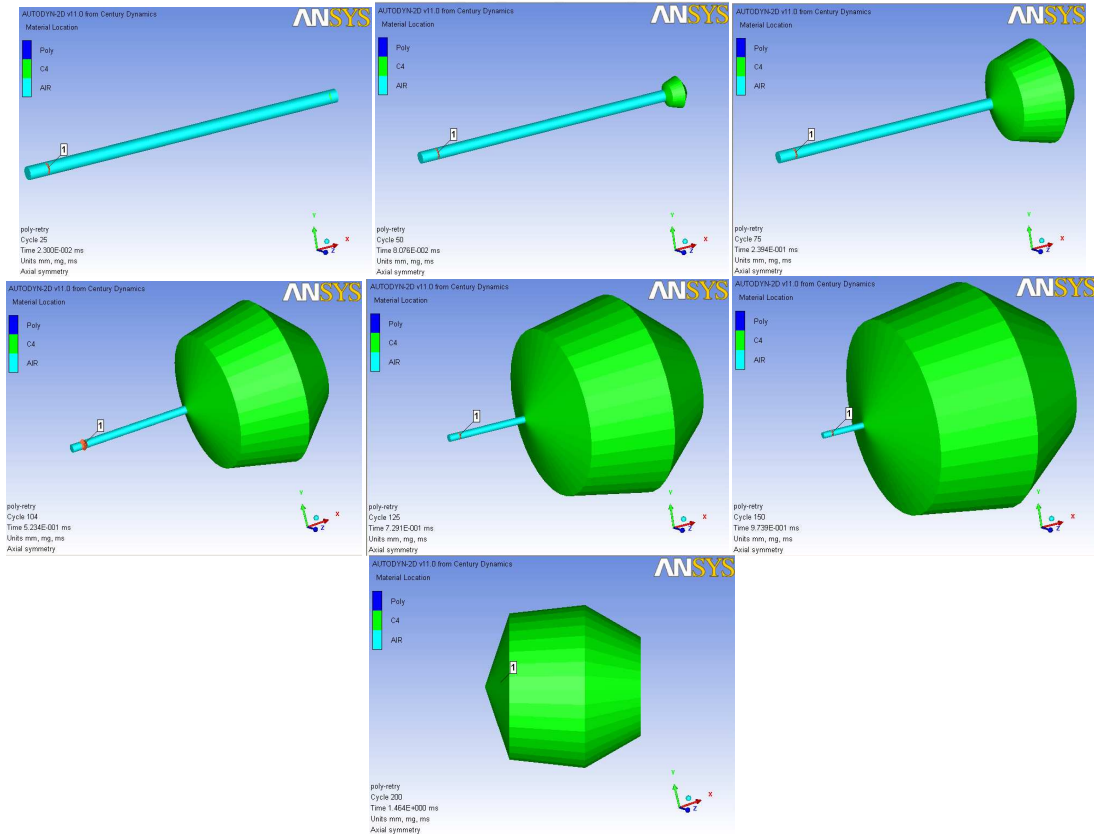 AUTODYN-2D v11.0 from Century Dynamics
Material Location
ANSYS
Poly
C4
AIR
1
poly-retry
Cycle 25
Time 2.300E-002 ms
Units mm, mg, ms
Axial symmetry
Y
X
Z
AUTODYN-2D v11.0 from Century Dynamics
Material Location
ANSYS
Poly
C4
AIR
1
poly-retry
Cycle 50
Time 8.076E-002 ms
Units mm, mg, ms
Axial symmetry
Y
X
Z
AUTODYN-2D v11.0 from Century Dynamics
Material Location
ANSYS
Poly
C4
AIR
1
poly-retry
Cycle 75
Time 2.394E-001 ms
Units mm, mg, ms
Axial symmetry
Y
X
Z
AUTODYN-2D v11.0 from Century Dynamics
Material Location
ANSYS
Poly
C4
AIR
1
poly-retry
Cycle 104
Time 5.234E-001 ms
Units mm, mg, ms
Axial symmetry
Y
X
Z
AUTODYN-2D v11.0 from Century Dynamics
Material Location
ANSYS
Poly
C4
AIR
1
poly-retry
Cycle 125
Time 7.291E-001 ms
Units mm, mg, ms
Axial symmetry
Y
X
Z
AUTODYN-2D v11.0 from Century Dynamics
Material Location
ANSYS
Poly
C4
AIR
1
poly-retry
Cycle 150
Time 9.739E-001 ms
Units mm, mg, ms
Axial symmetry
Y
X
Z
AUTODYN-2D v11.0 from Century Dynamics
Material Location
ANSYS
Poly
C4
AIR
1
poly-retry
Cycle 200
Time 1.464E+000 ms
Units mm, mg, ms
Axial symmetry
Y
X
Z